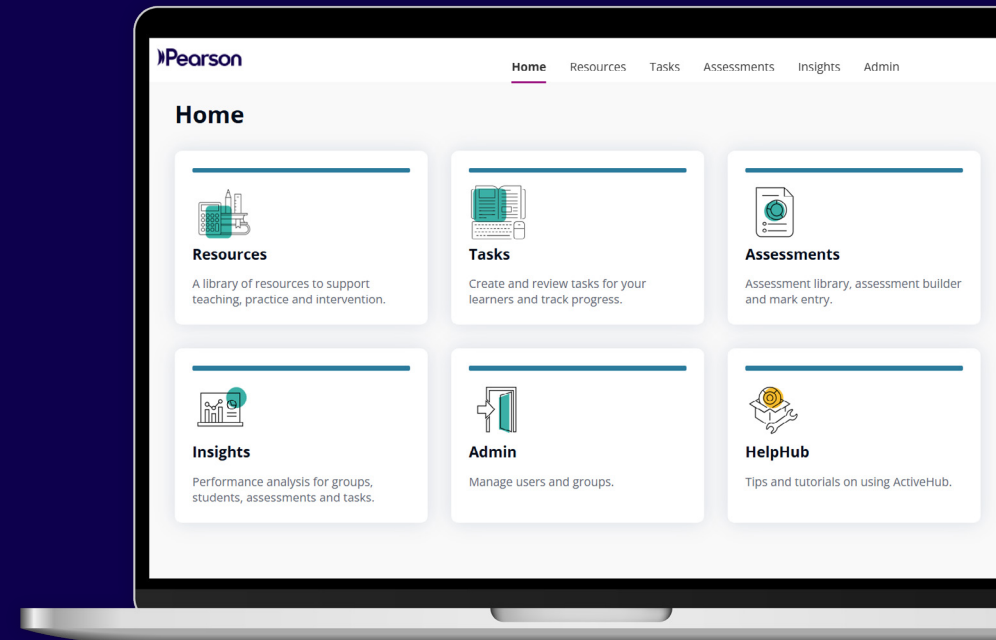 Pearson
Home Resources Tasks Assessments Insights Admin
Home
Resources
A library of resources to support
teaching, practice and intervention.
Tasks
Create and review tasks for your
learners and track progress.
Assessments
Assessment library, assessment builder
and mark entry.
Insights
Performance analysis for groups,
students, assessments and tasks.
Admin
Manage users and groups.
HelpHub
Tips and tutorials on using ActiveHub.